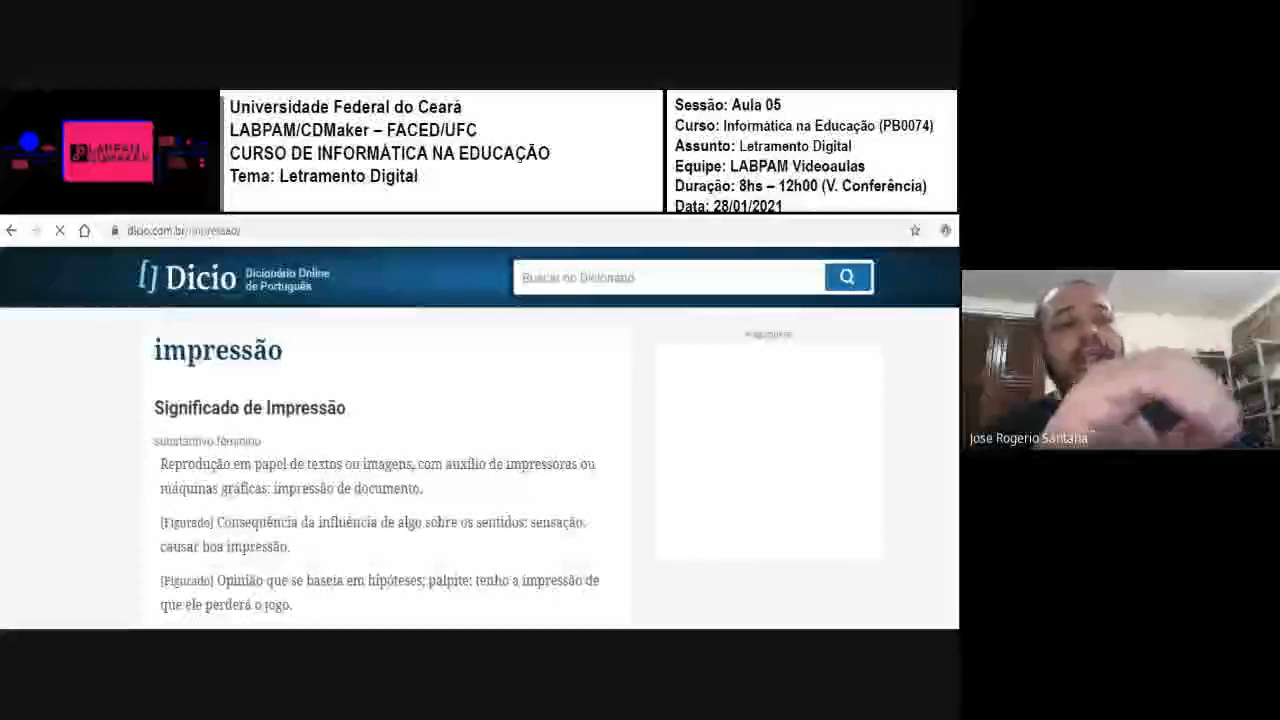 Universidade Federal do Ceará
LABPAM/CDMaker – FACED/UFC
CURSO DE INFORMÁTICA NA EDUCAÇÃO
Tema: Letramento Digital
Sessão: Aula 05
Curso: Informática na Educação (PB0074)
Assunto: Letramento Digital
Equipe: LABPAM Videoaulas
Duração: 8hs – 12h00 (V. Conferência)
Data: 28/01/2021
LABPAM
dicio.com.br/impressao/
Dicio
Dicionário Online
de Português
Buscar no Dicionário
impressão
Significado de Impressão
substantivo feminino
Reprodução em papel de textos ou imagens, com auxílio de impressoras ou
máquinas gráficas: impressão de documento.
[Figurado] Consequência da influência de algo sobre os sentidos; sensação.
causar boa impressão.
[Figurado] Opinião que se baseia em hipóteses; palpite: tenho a impressão de
que ele perderá o jogo.
Jose Rogerio Santana